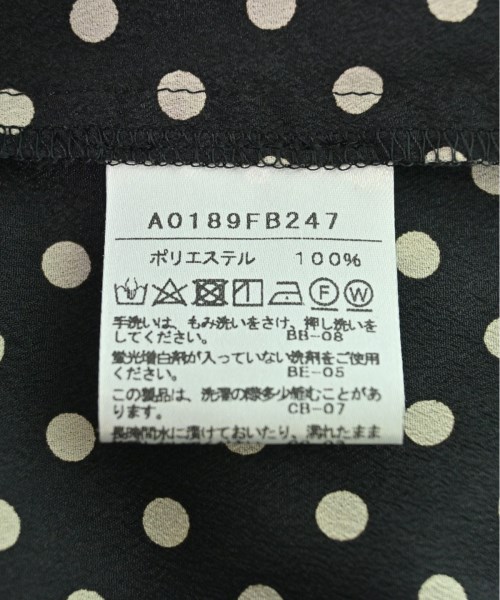 A0189FB247
ポリエステル 100%
F W
手洗いは、もみ洗いをさけ、押し洗いを
してください。 BB-08
蛍光増白剤が入っていない洗剤をご使用
ください。 BE-05
この製品は、洗濯の際多少縮むことがあ
ります。 CB-07
長時間水に漬けておいたり、濡れたまま